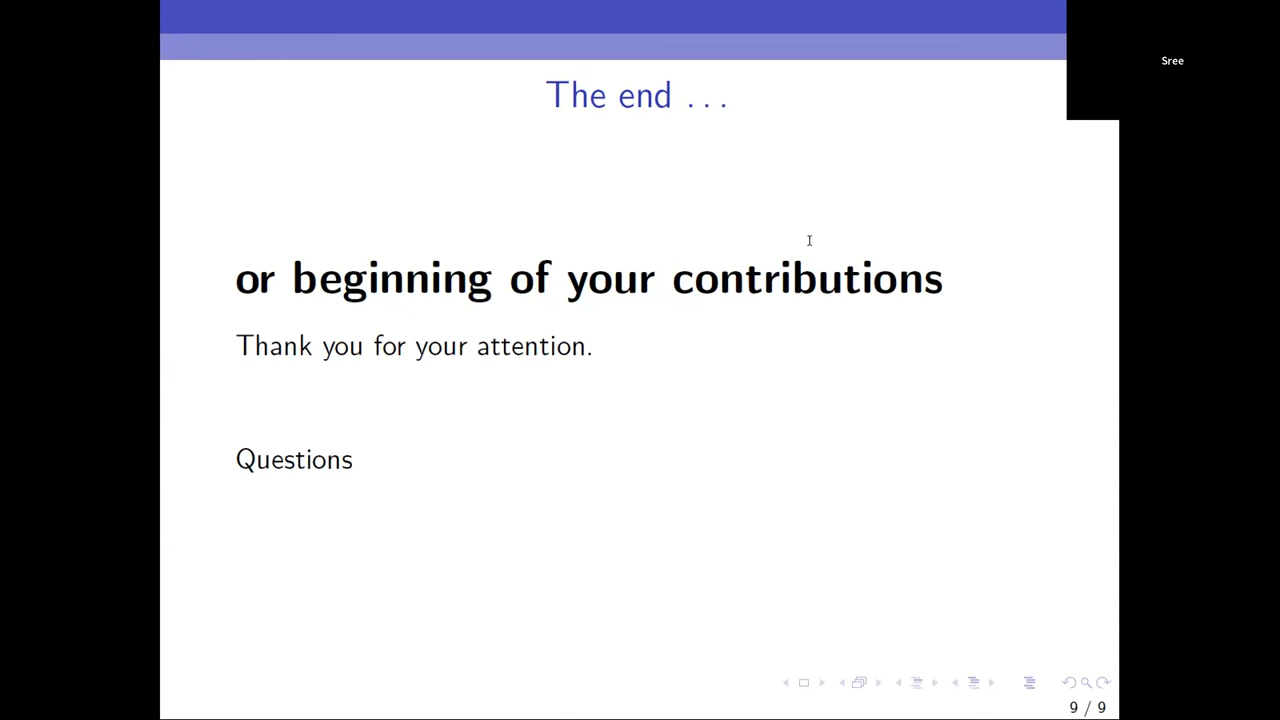 Sree
The end ...
or beginning of your contributions
Thank you for your attention.
Questions
9 / 9